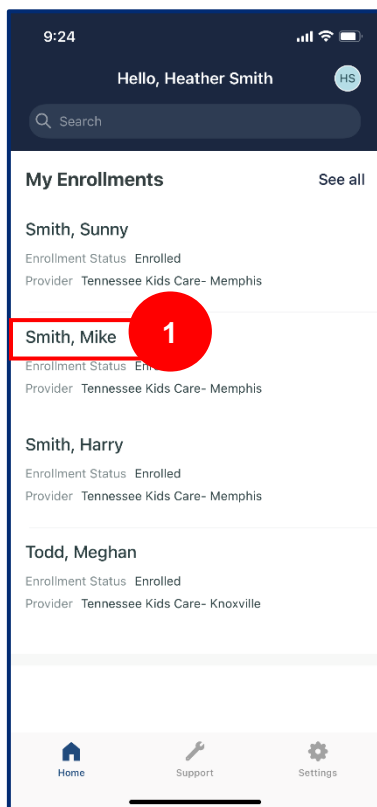 9:24
Hello, Heather Smith
HS
Search
My Enrollments See all
Smith, Sunny
Enrollment Status Enrolled
Provider Tennessee Kids Care- Memphis
Smith, Mike
1
Enrollment Status
Provider Tennessee Kids Care- Memphis
Smith, Harry
Enrollment Status Enrolled
Provider Tennessee Kids Care- Memphis
Todd, Meghan
Enrollment Status Enrolled
Provider Tennessee Kids Care- Knoxville
Home Support Settings